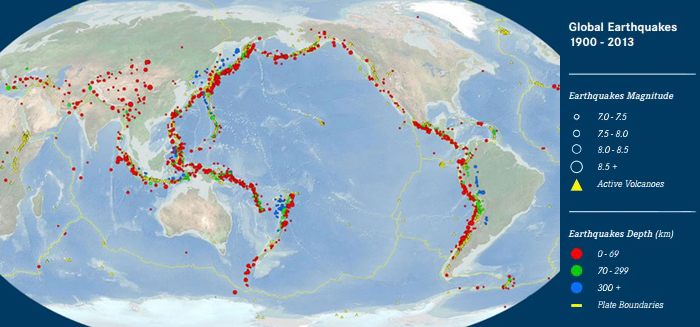 Global Earthquakes
1900 - 2013
Earthquakes Magnitude
7.0 - 7.5
7.5 - 8.0
8.0 - 8.5
8.5 +
Active Volcanoes
Earthquakes Depth (km)
0 - 69
70 - 299
300 +
Plate Boundaries